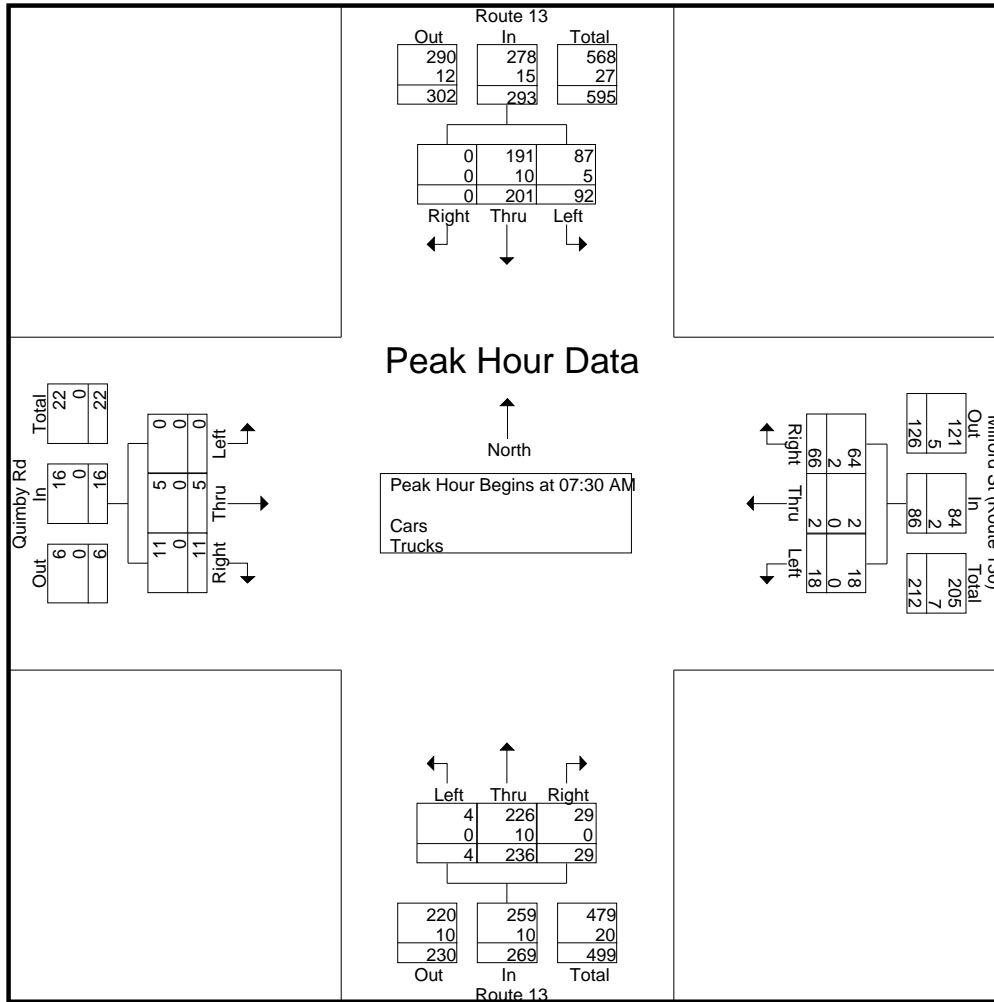 Route 13
Out In Total
290 278 568
12 15 27
302 293 595
0 191 87
0 10 5
0 201 92
Right Thru Left
Peak Hour Data
North
Peak Hour Begins at 07:30 AM
Cars
Trucks
Quimby Rd
Total In Out
22 16 6
0 0 0
22 16 6
0 5 11
0 0 0
0 5 11
Left Thru Right
Milford St (Route 130)
Out In Total
121 84 205
5 2 7
126 86 212
64 2 18
2 0 0
66 2 18
Right Thru Left
Left Thru Right
4 226 29
0 10 0
4 236 29
220 259 479
10 10 20
230 269 499
Out In Total
Route 13